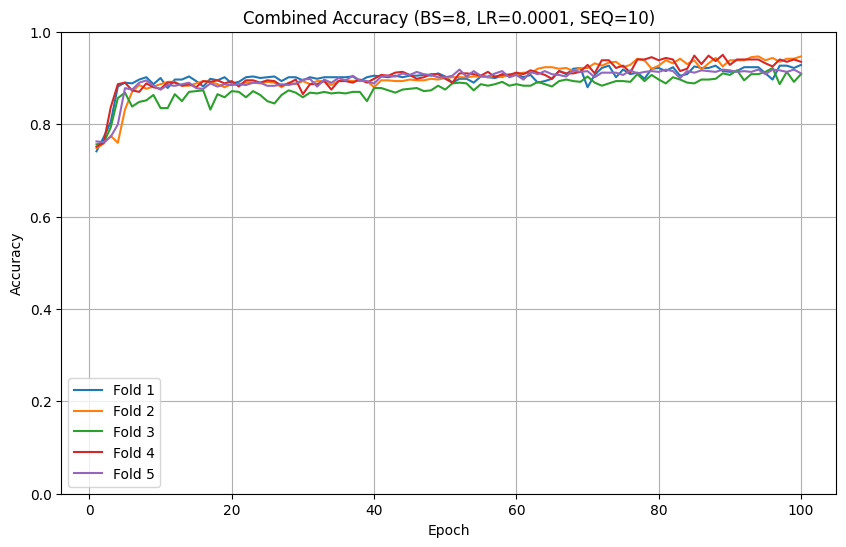 Combined Accuracy (BS=8, LR=0.0001, SEQ=10)
1.0
0.8
0.6
0.4
0.2
0.0
Accuracy
Fold 1
Fold 2
Fold 3
Fold 4
Fold 5
0 20 40 60 80 100
Epoch